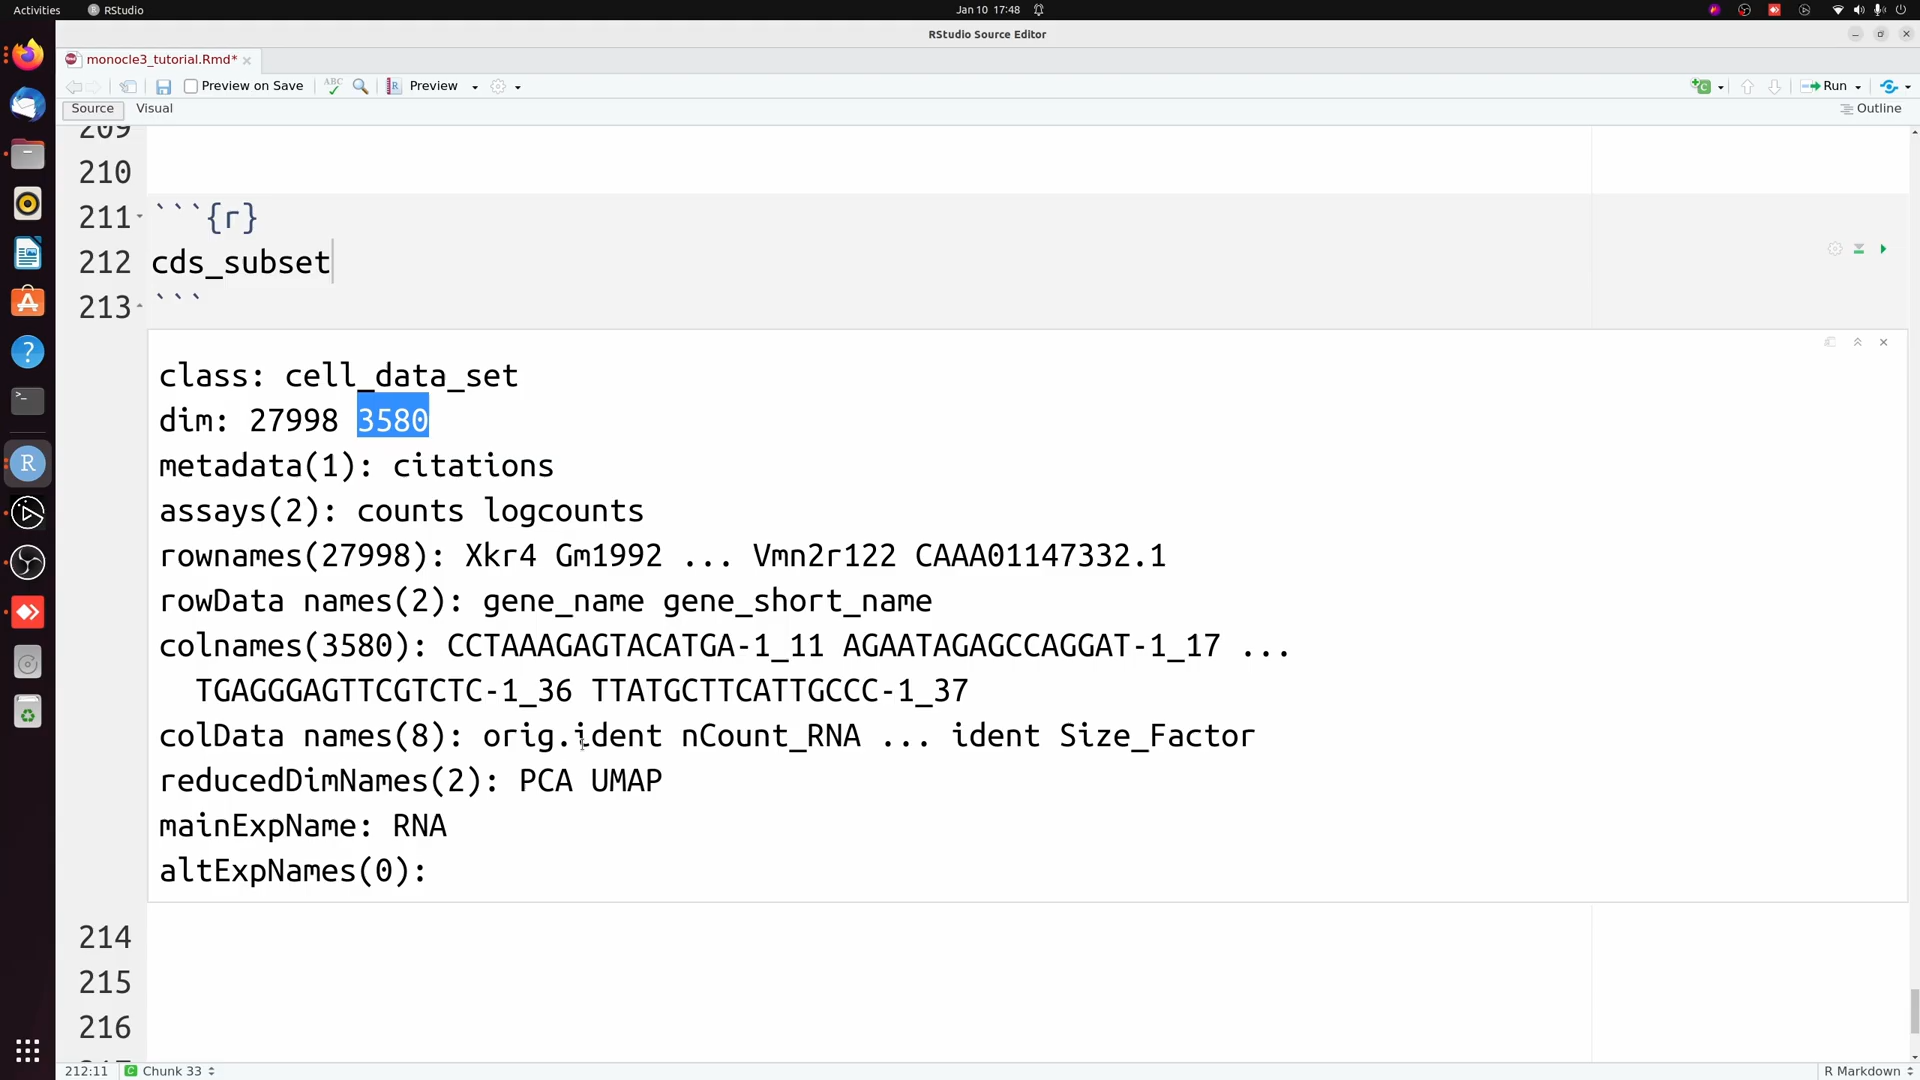 Activities
RStudio
Jan 10 17:48
RStudio Source Editor
monocle3_tutorial.Rmd*
Preview on Save
ABC
Preview
Run
Source
Visual
Outline
209
210
211 ```{r}
212 cds_subset
213 ```
class: cell_data_set
dim: 27998 3580
metadata(1): citations
assays(2): counts logcounts
rownames(27998): Xkr4 Gm1992 ... Vmn2r122 CAAA01147332.1
rowData names(2): gene_name gene_short_name
colnames(3580): CCTAAAGAGTACATGA-1_11 AGAATAGAGCCAGGAT-1_17 ...
TGAGGGAGTTCGTCTC-1_36 TTATGCTTCATTGCCC-1_37
colData names(8): orig.ident nCount_RNA ... ident Size_Factor
reducedDimNames(2): PCA UMAP
mainExpName: RNA
altExpNames(0):
214
215
216
212:11
Chunk 33
R Markdown